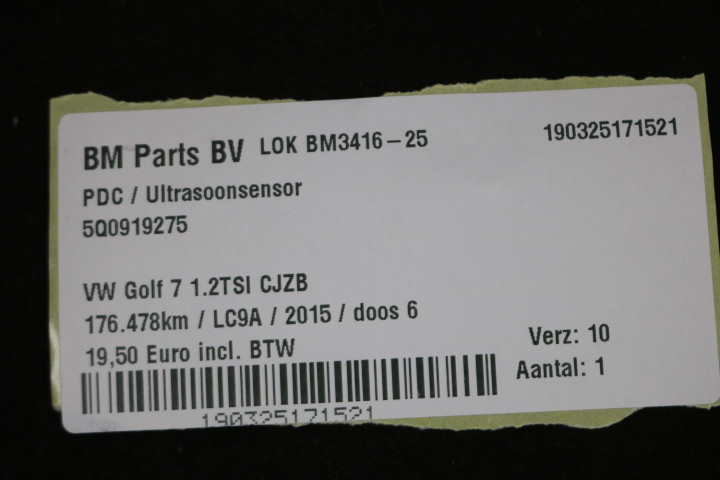 BM Parts BV LOK BM3416-25 190325171521
PDC / Ultrasoonsensor
5Q0919275
VW Golf 7 1.2TSI CJZB
176.478km / LC9A / 2015 / doos 6
19,50 Euro incl. BTW
Verz: 10
Aantal: 1
190325171521